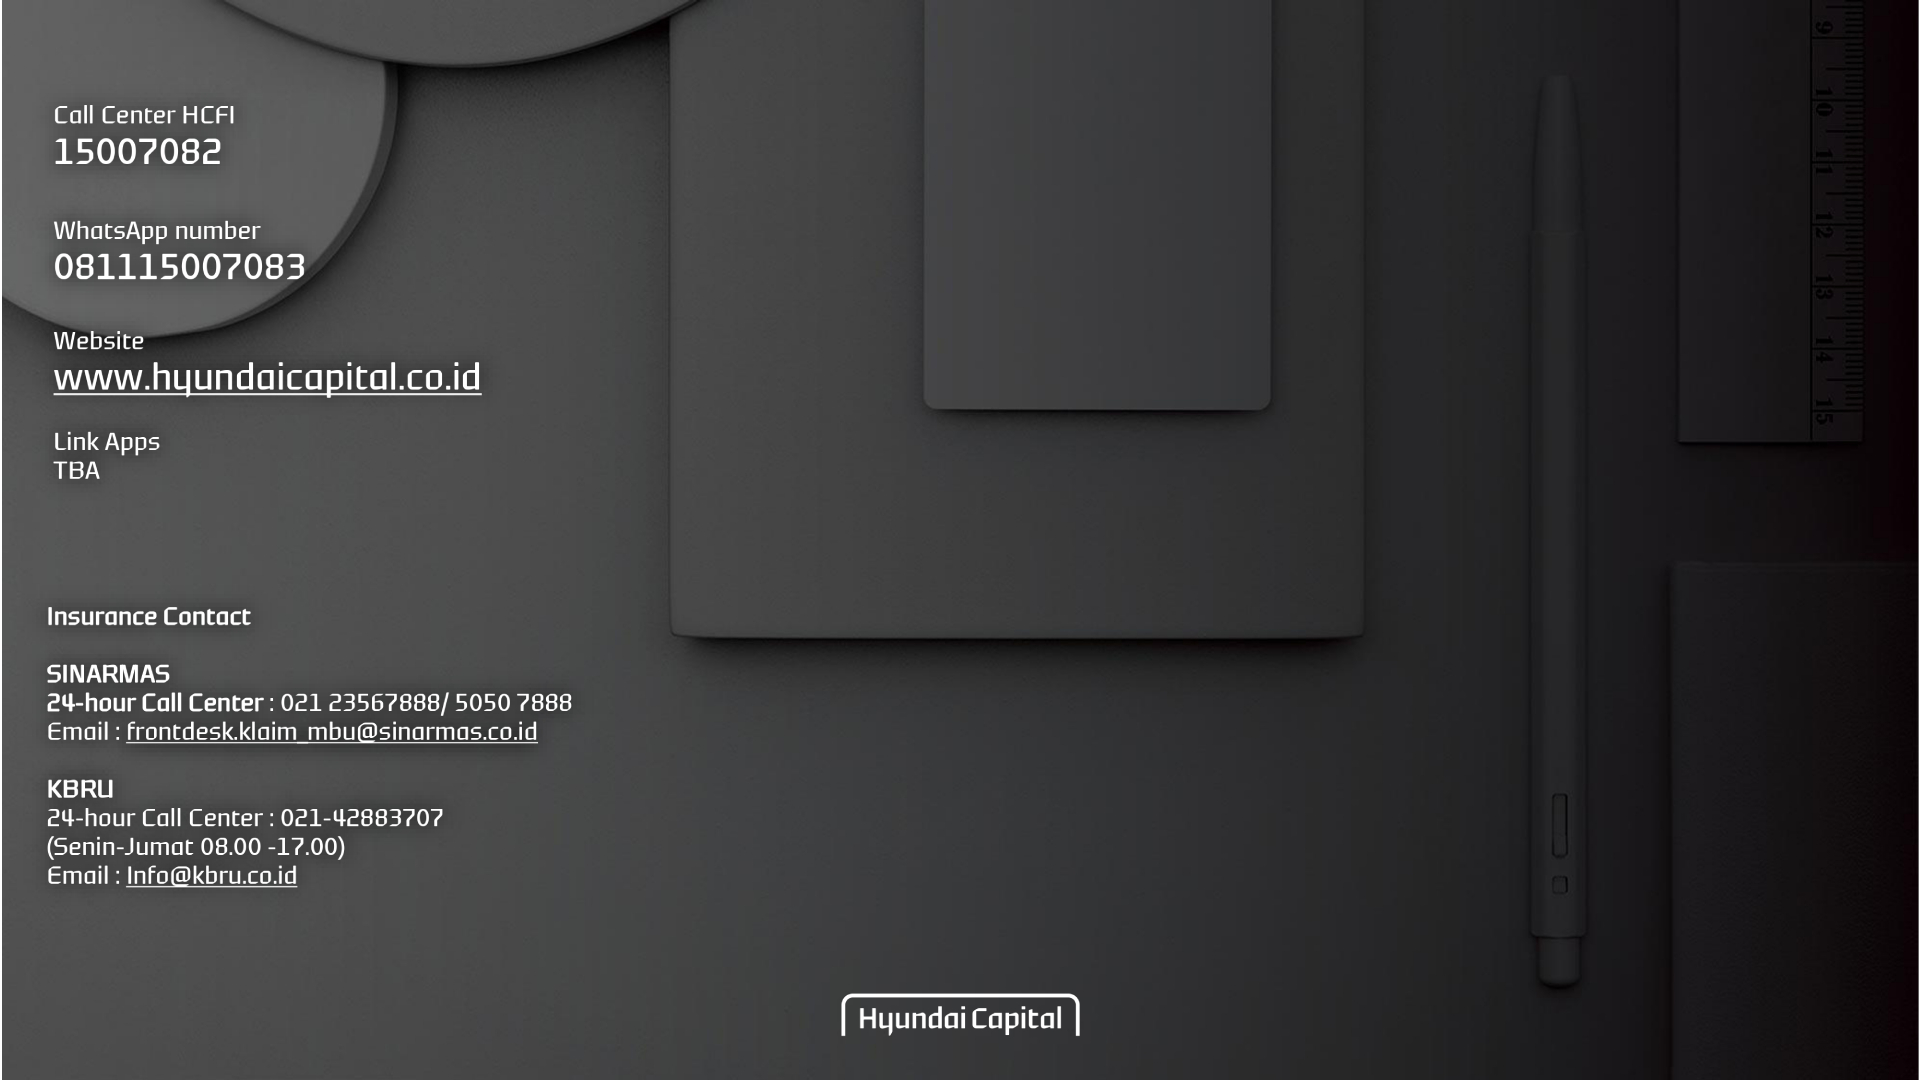 Call Center HCFI
15007082
WhatsApp number
081115007083
Website
www.hyundaicapital.co.id
Link Apps
TBA
Insurance Contact
SINARMAS
24-hour Call Center : 021 23567888/ 5050 7888
Email : frontdesk.klaim_mbu@sinarmas.co.id
KBRU
24-hour Call Center : 021-42883707
(Senin-Jumat 08.00 -17.00)
Email : Info@kbru.co.id
Hyundai Capital
9
10
11
12
13
14
15